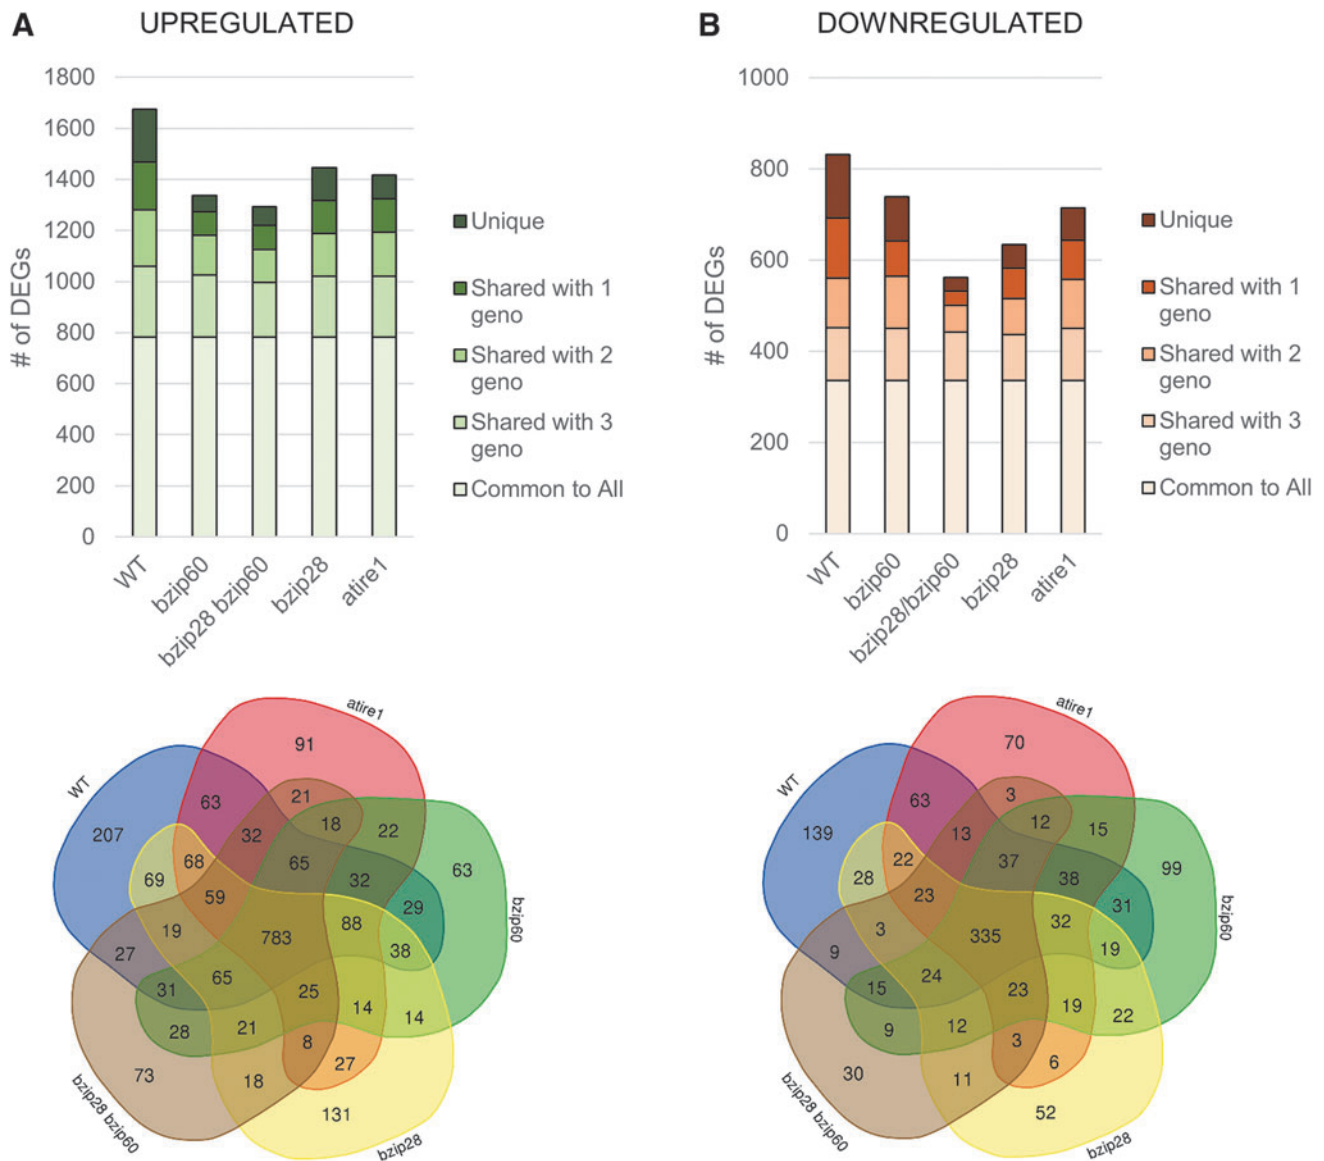 A
UPREGULATED
1800
1600
1400
1200
1000
800
600
400
200
0
# of DEGs
WT
bzip60
bzip28 bzip60
bzip28
atire1
Unique
Shared with 1
geno
Shared with 2
geno
Shared with 3
geno
Common to All
B
DOWNREGULATED
1000
800
600
400
200
0
# of DEGs
WT
bzip60
bzip28/bzip60
bzip28
atire1
Unique
Shared with 1
geno
Shared with 2
geno
Shared with 3
geno
Common to All
atire1
91
WT
63
21
18
22
207
32
68
65
63
69
59
32
29
bzip60
19
783
88
38
27
65
31
25
14
14
28
21
8
27
73
18
131
bzip28 bzip60
bzip28
atire1
70
WT
63
3
12
15
139
13
22
37
99
28
23
38
31
bzip60
3
335
32
19
9
24
15
23
19
22
9
12
3
6
30
11
52
bzip28 bzip60
bzip28